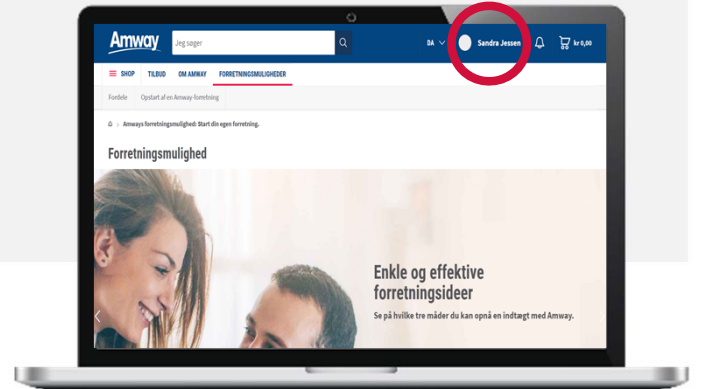 Amway
Jeg søger
DA
Sandra Jessen
kr 0,00
SHOP
TILBUD
OM AMWAY
FORRETNINGSMULIGHEDER
Fordele
Opstart af en Amway-forretning
Amways forretningsmulighed: Start din egen forretning.
Forretningsmulighed
Enkle og effektive
forretningsideer
Se på hvilke tre måder du kan opnå en indtægt med Amway.